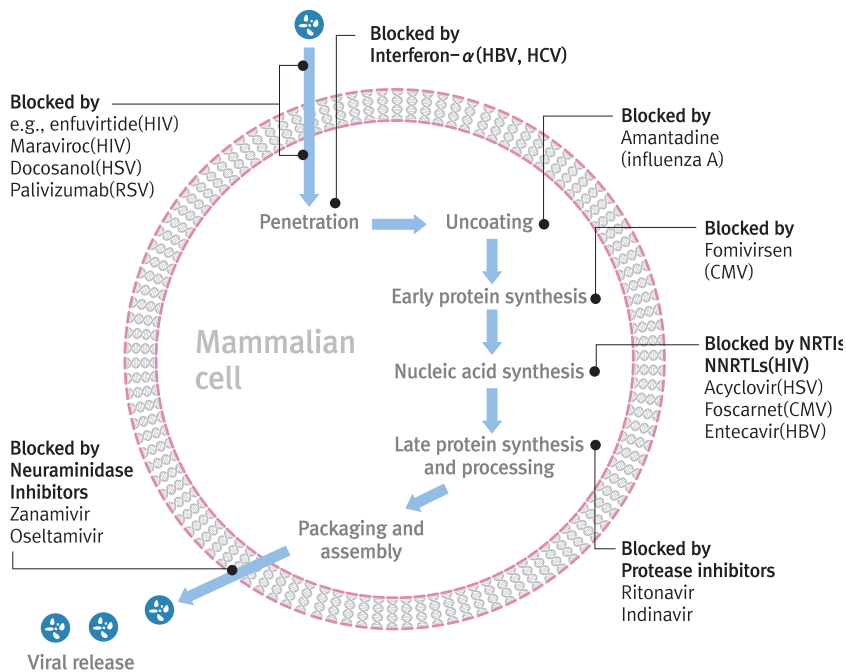 Blocked by
Interferon-α(HBV, HCV)
Blocked by
e.g., enfuvirtide(HIV)
Maraviroc(HIV)
Docosanol(HSV)
Palivizumab(RSV)
Blocked by
Amantadine
(influenza A)
Penetration
Uncoating
Blocked by
Fomivirsen
(CMV)
Early protein synthesis
Mammalian
cell
Nucleic acid synthesis
Blocked by NRTIs
NNRTLs(HIV)
Acyclovir(HSV)
Foscarnet(CMV)
Entecavir(HBV)
Late protein synthesis
and processing
Blocked by
Neuraminidase
Inhibitors
Zanamivir
Oseltamivir
Packaging and
assembly
Blocked by
Protease inhibitors
Ritonavir
Indinavir
Viral release